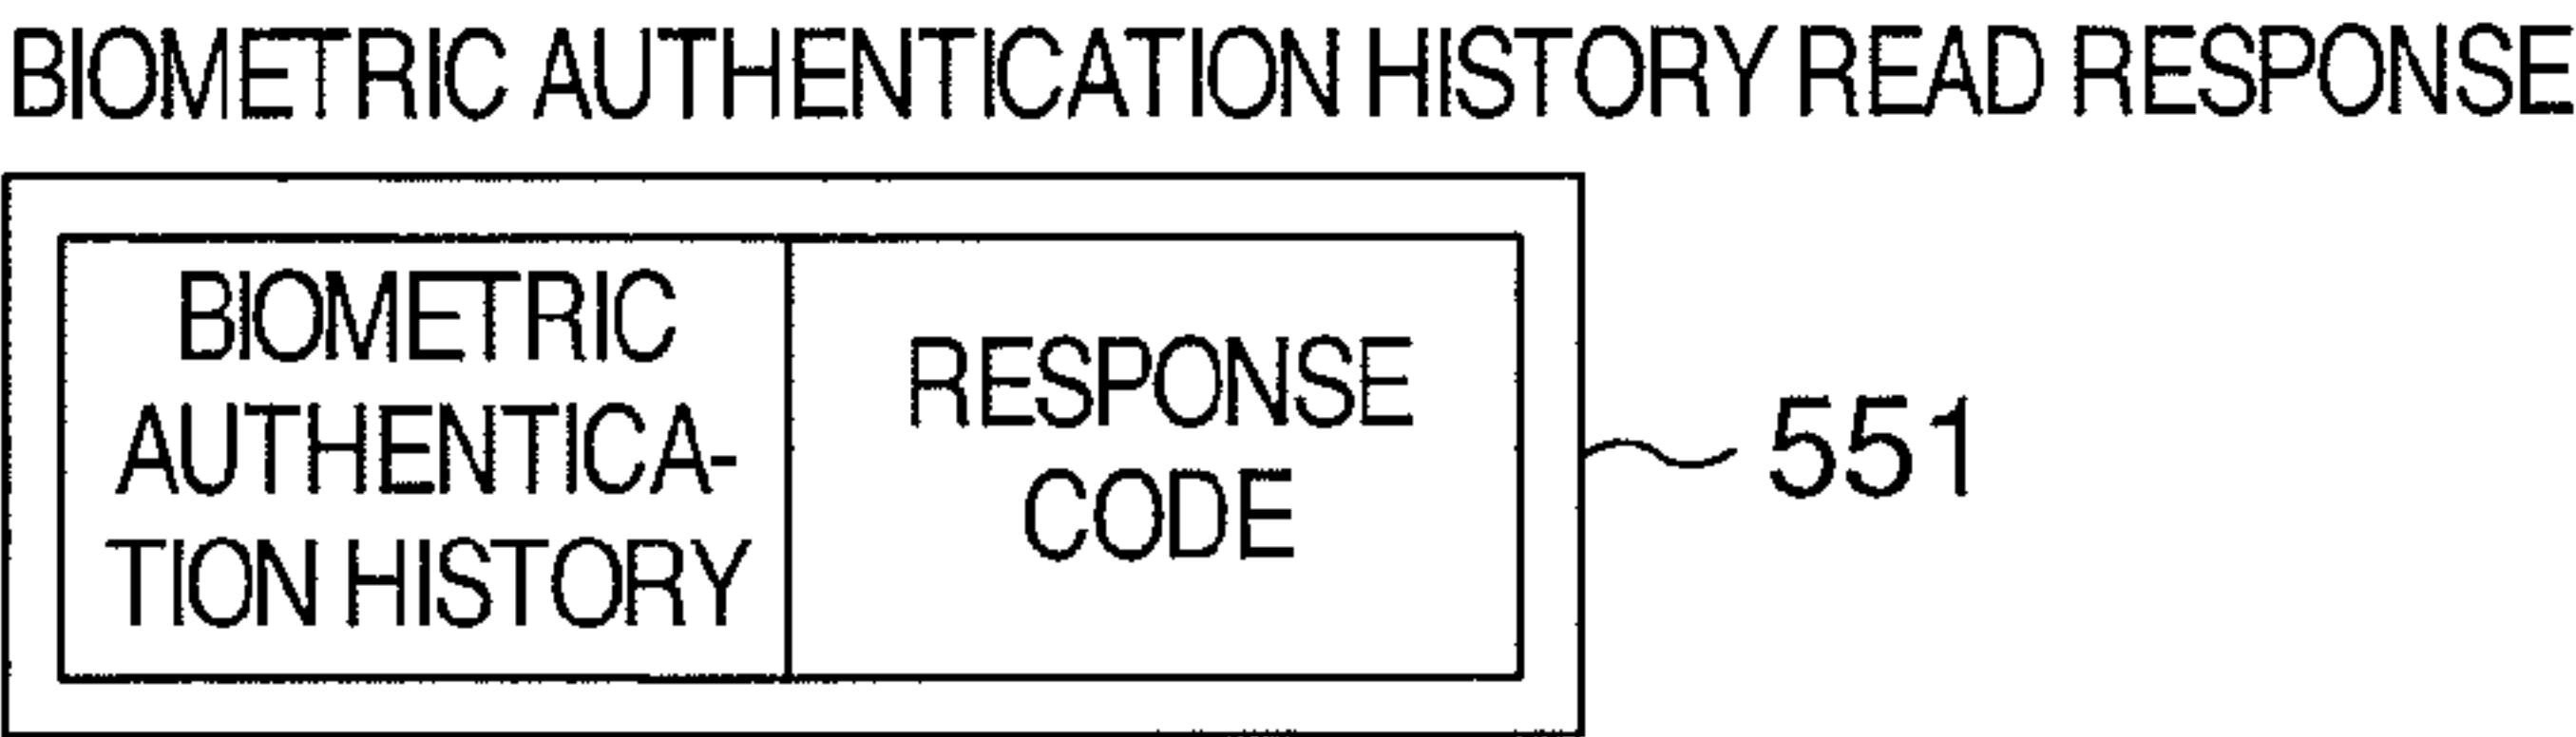 BIOMETRIC AUTHENTICATION HISTORY READ RESPONSE
BIOMETRIC
AUTHENTICA-
TION HISTORY
RESPONSE
CODE
551